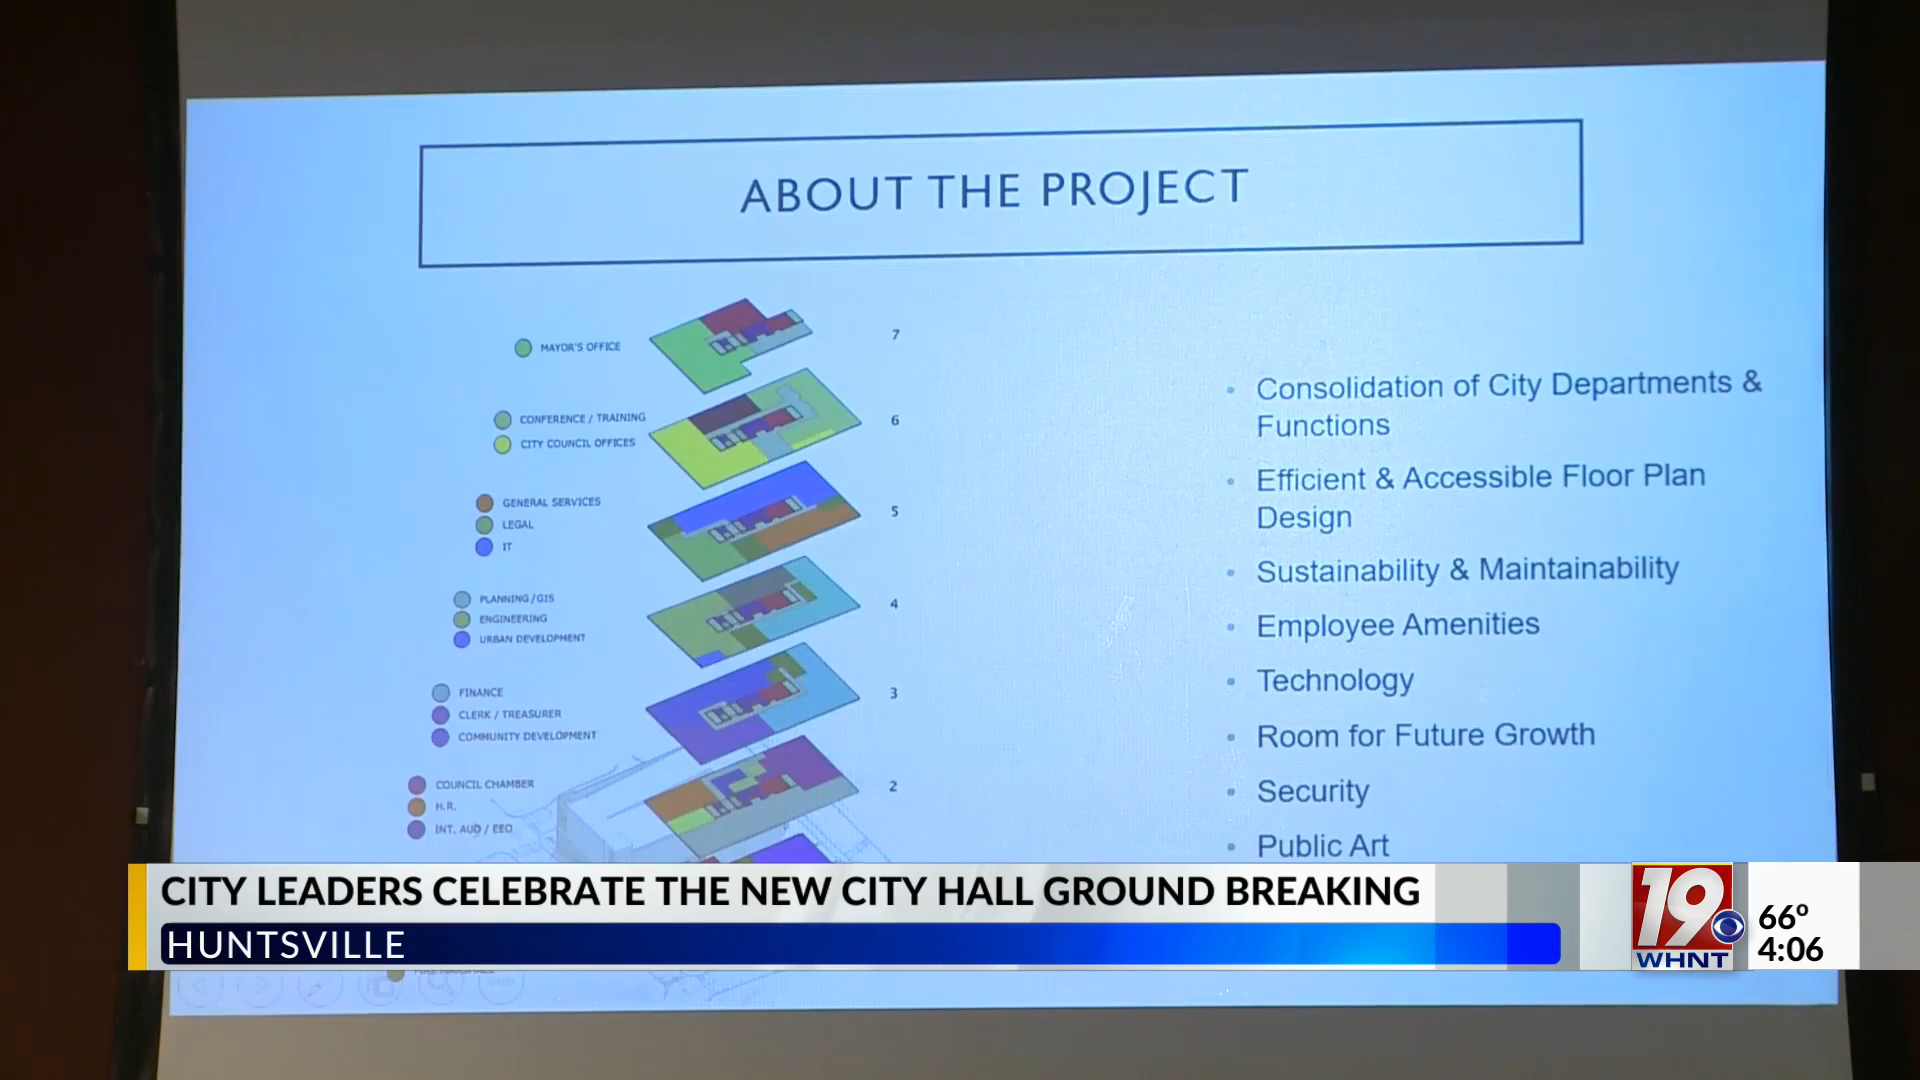 ABOUT THE PROJECT
MAYOR'S OFFICE
7
CONFERENCE / TRAINING
CITY COUNCIL OFFICES
6
GENERAL SERVICES
LEGAL
IT
5
PLANNING/GIS
ENGINEERING
URBAN DEVELOPMENT
4
FINANCE
CLERK / TREASURER
COMMUNITY DEVELOPMENT
3
COUNCIL CHAMBER
H.R.
INT. AUD / EEO
2
• Consolidation of City Departments &
Functions
• Efficient & Accessible Floor Plan
Design
• Sustainability & Maintainability
• Employee Amenities
• Technology
• Room for Future Growth
• Security
• Public Art
CITY LEADERS CELEBRATE THE NEW CITY HALL GROUND BREAKING
HUNTSVILLE
19
WHNT
66°
4:06